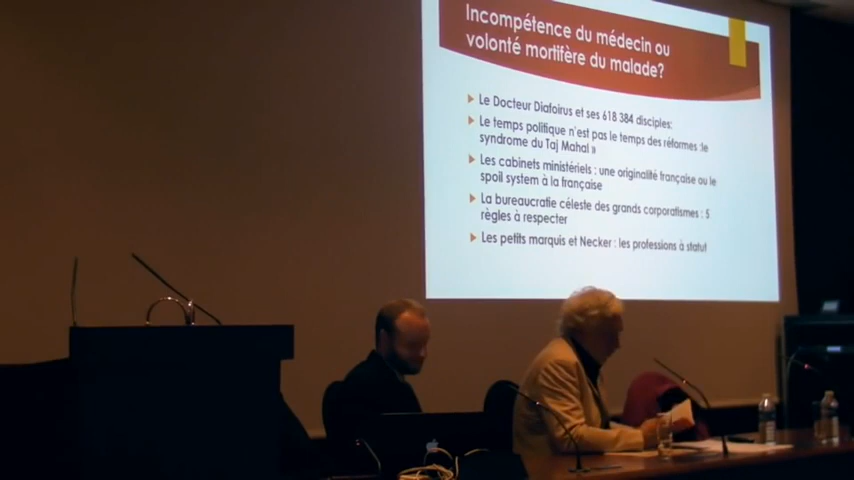 Incompétence du médecin ou
volonté mortifère du malade?
Le Docteur Diafoirus et ses 618 384 disciples:
Le temps politique n'est pas le temps des réformes :le
syndrome du Taj Mahal »
Les cabinets ministériels : une originalité française ou le
spoil system à la française
La bureaucratie céleste des grands corporatismes : 5
règles à respecter
Les petits marquis et Necker : les professions à statut